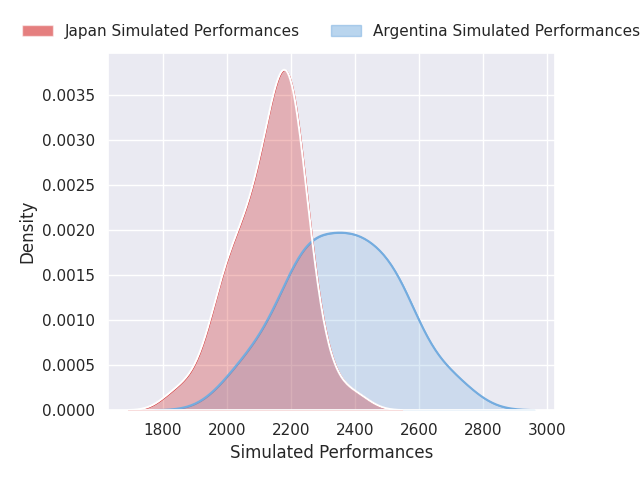 Japan Simulated Performances Argentina Simulated Performances
0.0035
0.0030
0.0025
0.0020
0.0015
0.0010
0.0005
0.0000
Density
1800 2000 2200 2400 2600 2800 3000
Simulated Performances